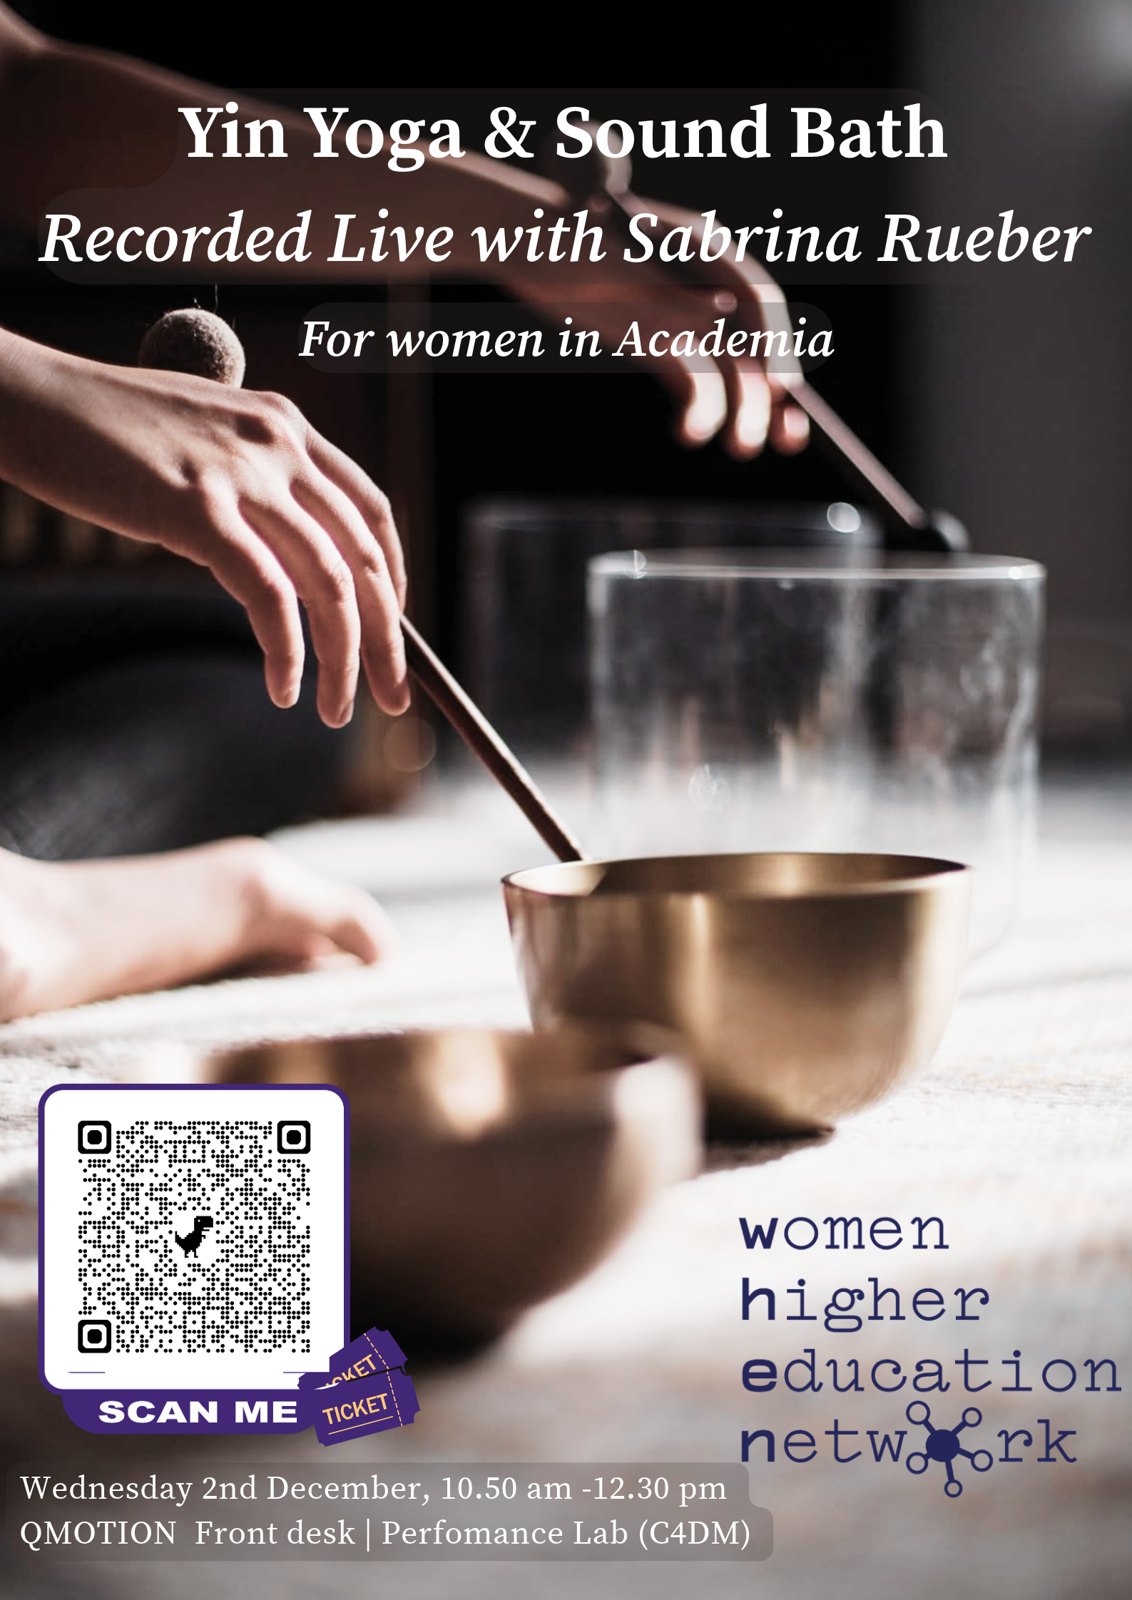 Yin Yoga & Sound Bath
Recorded Live with Sabrina Rueber
For women in Academia
SCAN ME
TICKET
TICKET
women
higher
education
network
Wednesday 2nd December, 10.50 am -12.30 pm
QMOTION Front desk | Perfomance Lab (C4DM)